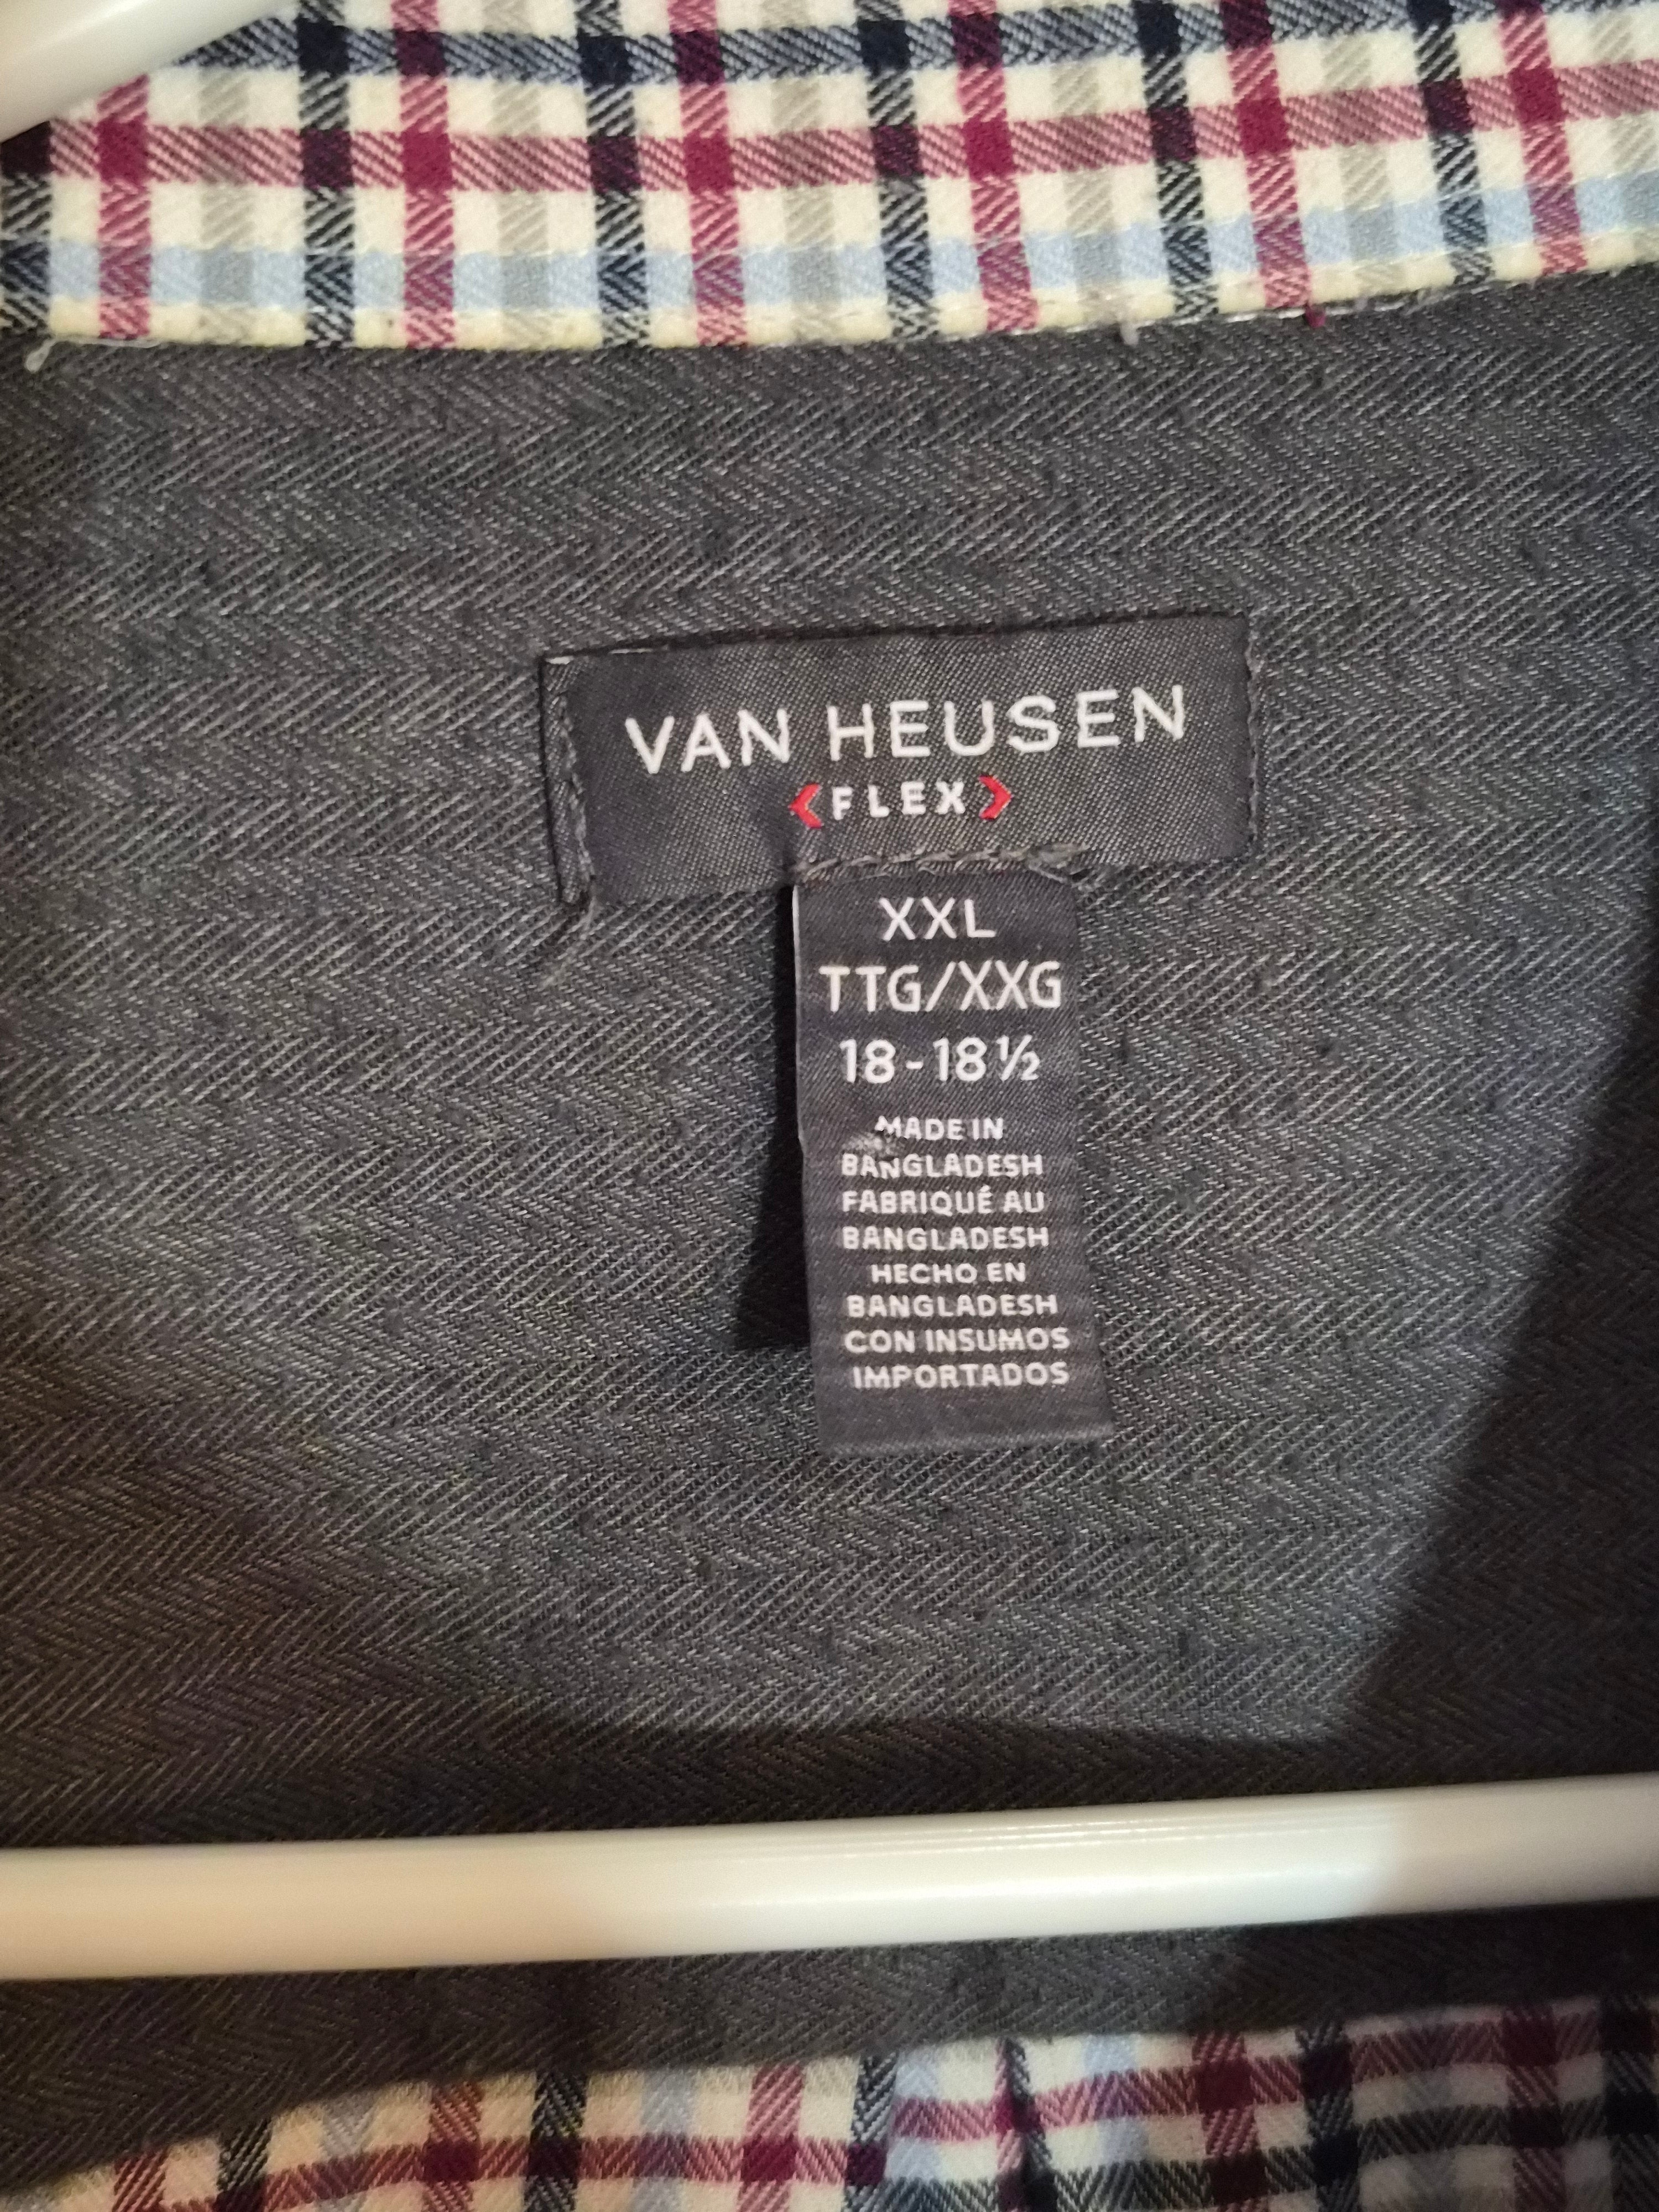 VAN HEUSEN
<FLEX>
XXL
TTG/XXG
18-18½
MADE IN
BANGLADESH
FABRIQUÉ AU
BANGLADESH
HECHO EN
BANGLADESH
CON INSUMOS
IMPORTADOS